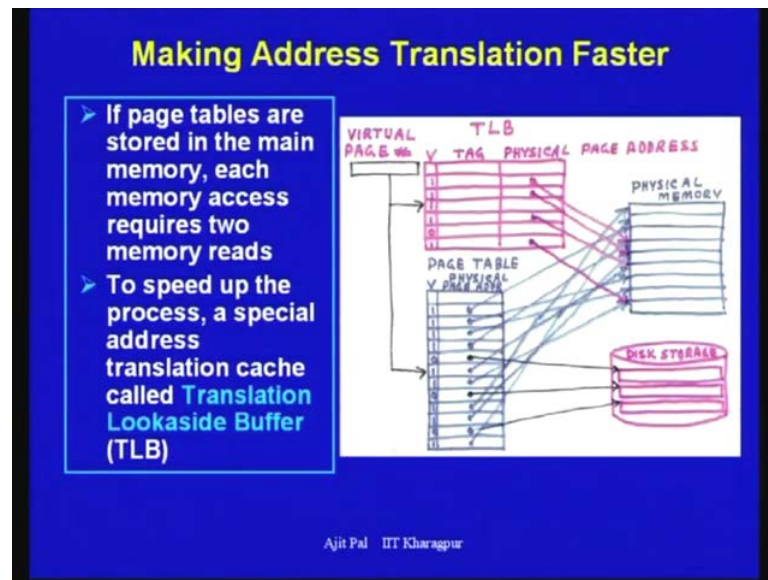 Making Address Translation Faster
If page tables are
stored in the main
memory, each
memory access
requires two
memory reads
To speed up the
process, a special
address
translation cache
called Translation
Lookaside Buffer
(TLB)
TLB
VIRTUAL
PAGE
V TAG PHYSICAL PAGE ADDRESS
PHYSICAL
MEMORY
PAGE TABLE
PHYSICAL
V PAGE ADDR
DISK STORAGE
Ajit Pal IIT Kharagpur